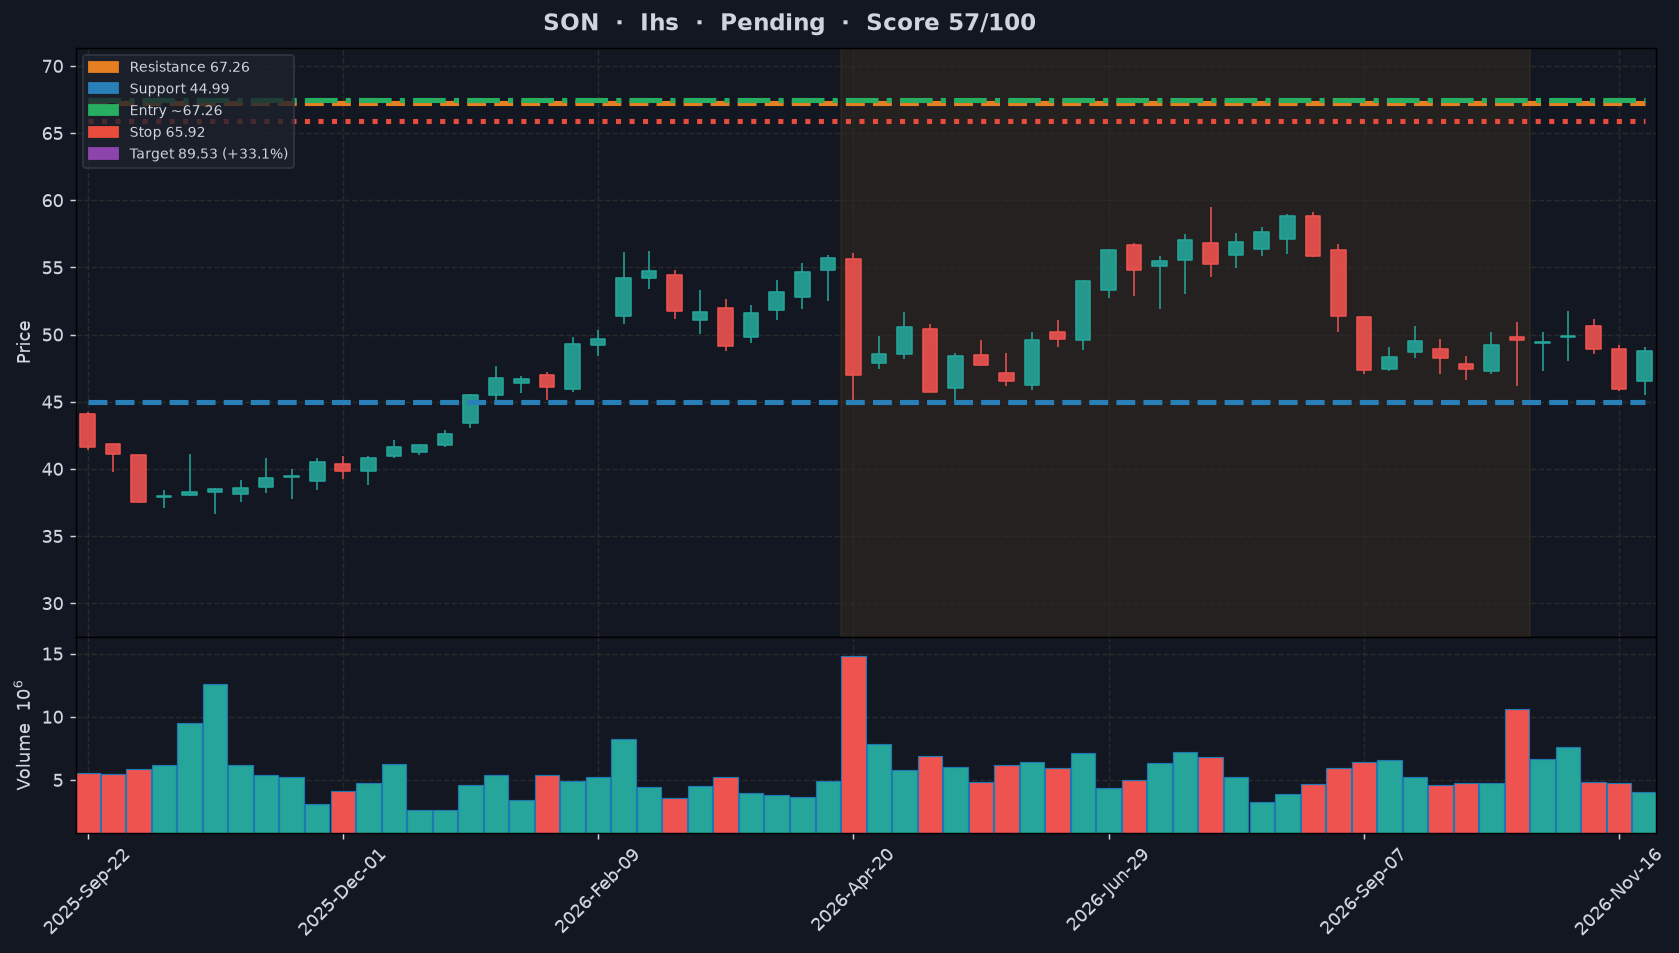 SON · Ihs · Pending · Score 57/100
Resistance 67.26
Support 44.99
Entry ~67.26
Stop 65.92
Target 89.53 (+33.1%)
Price
70
65
60
55
50
45
40
35
30
Volume 10⁶
15
10
5
2025-Sep-22
2025-Dec-01
2026-Feb-09
2026-Apr-20
2026-Jun-29
2026-Sep-07
2026-Nov-16